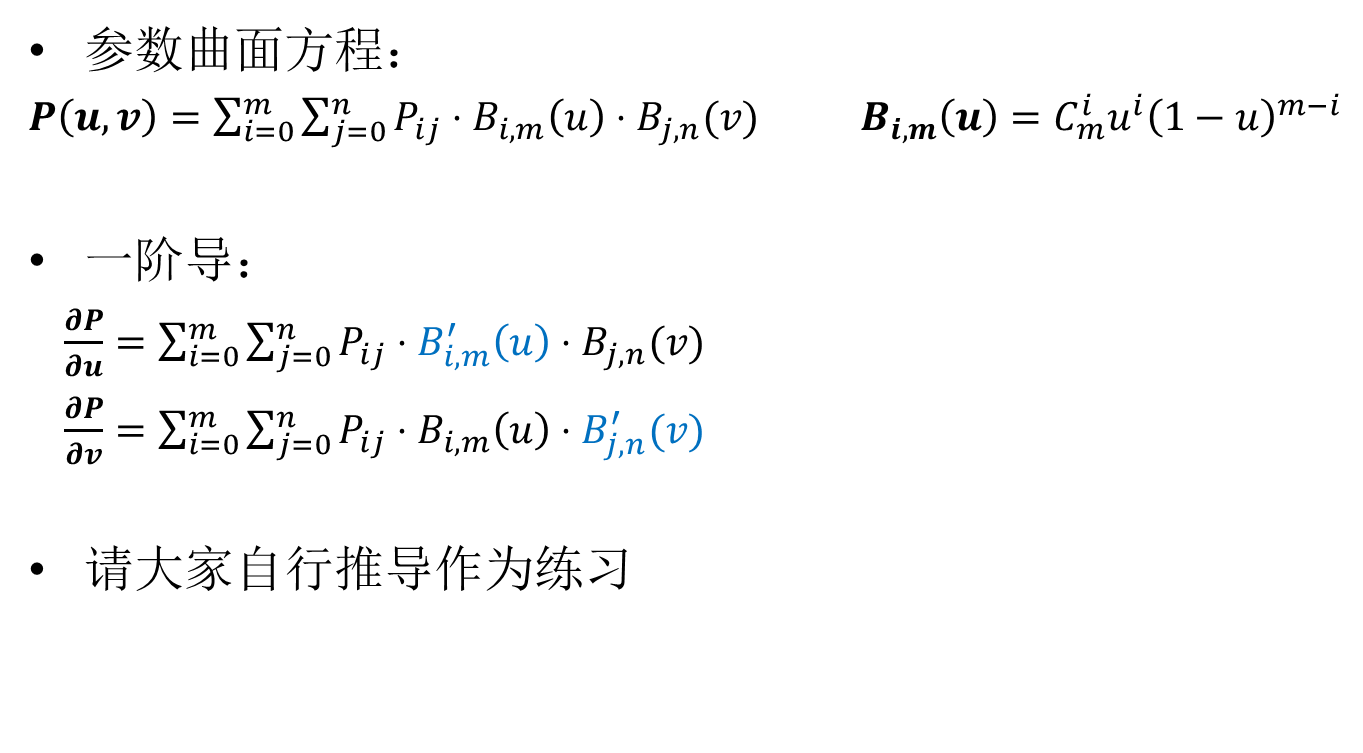 • 参数曲面方程：
P(u,v) = ∑_{i=0}^{m} ∑_{j=0}^{n} P_{ij} · B_{i,m}(u) · B_{j,n}(v)   B_{i,m}(u) = C_m^i u^i (1 − u)^{m−i}
• 一阶导：
∂P/∂u = ∑_{i=0}^{m} ∑_{j=0}^{n} P_{ij} · B′_{i,m}(u) · B_{j,n}(v)
∂P/∂v = ∑_{i=0}^{m} ∑_{j=0}^{n} P_{ij} · B_{i,m}(u) · B′_{j,n}(v)
• 请大家自行推导作为练习